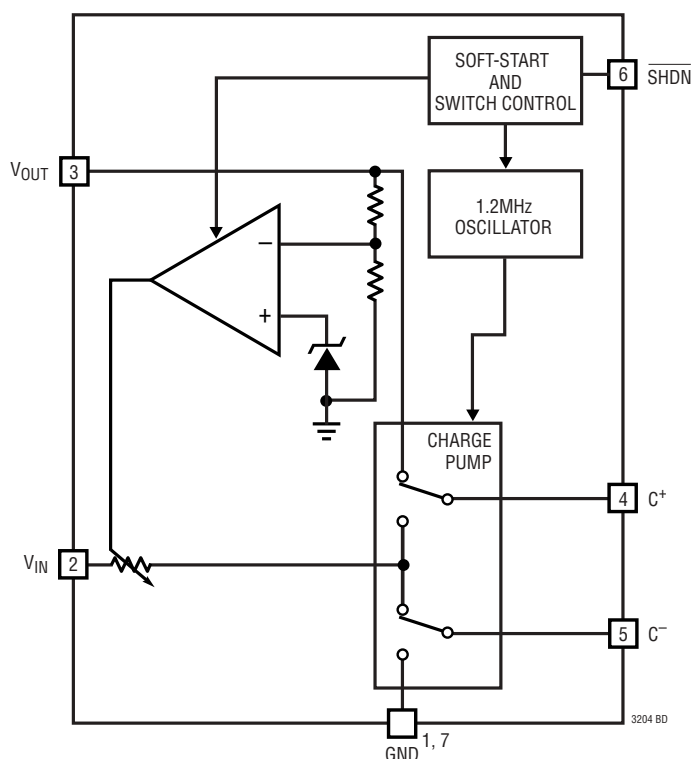 SOFT-START
AND
SWITCH CONTROL
6
SHDN
VOUT
3
1.2MHz
OSCILLATOR
–
+
CHARGE
PUMP
4
C+
VIN
2
5
C–
3204 BD
1, 7
GND